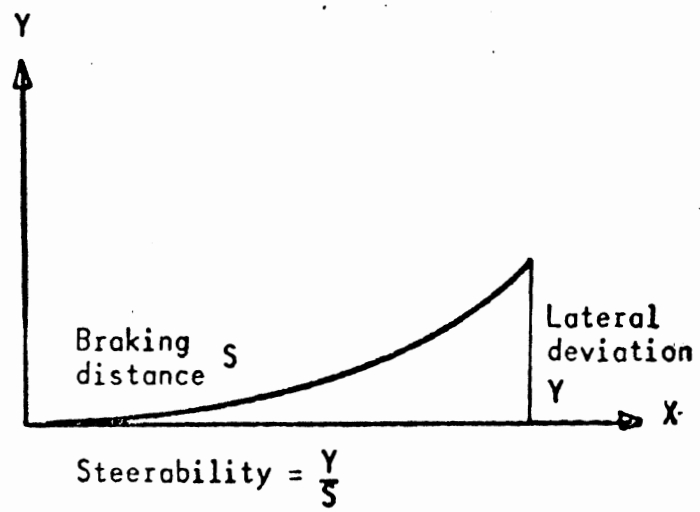 Y
Braking
distance S
Lateral
deviation
Y
X
Steerability = Y/S